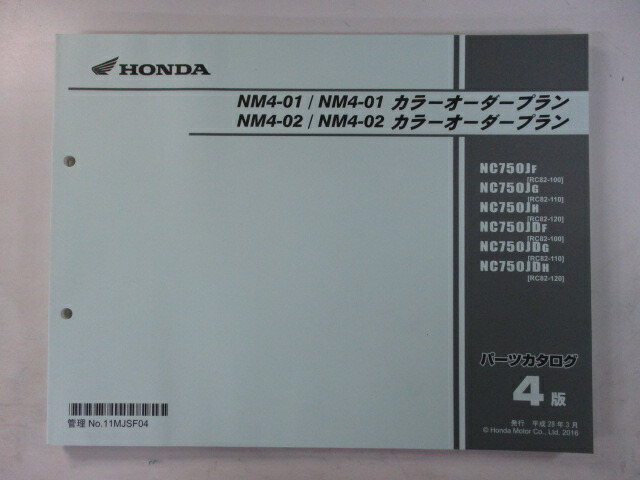 HONDA
NM4-01 / NM4-01 カラーオーダープラン
NM4-02 / NM4-02 カラーオーダープラン
NC750JF
[RC82-100]
NC750JG
[RC82-110]
NC750JH
[RC82-120]
NC750JDF
[RC82-100]
NC750JDG
[RC82-110]
NC750JDH
[RC82-120]
パーツカタログ
4版
発行 平成28年3月
© Honda Motor Co., Ltd. 2016
管理 No.11MJSF04